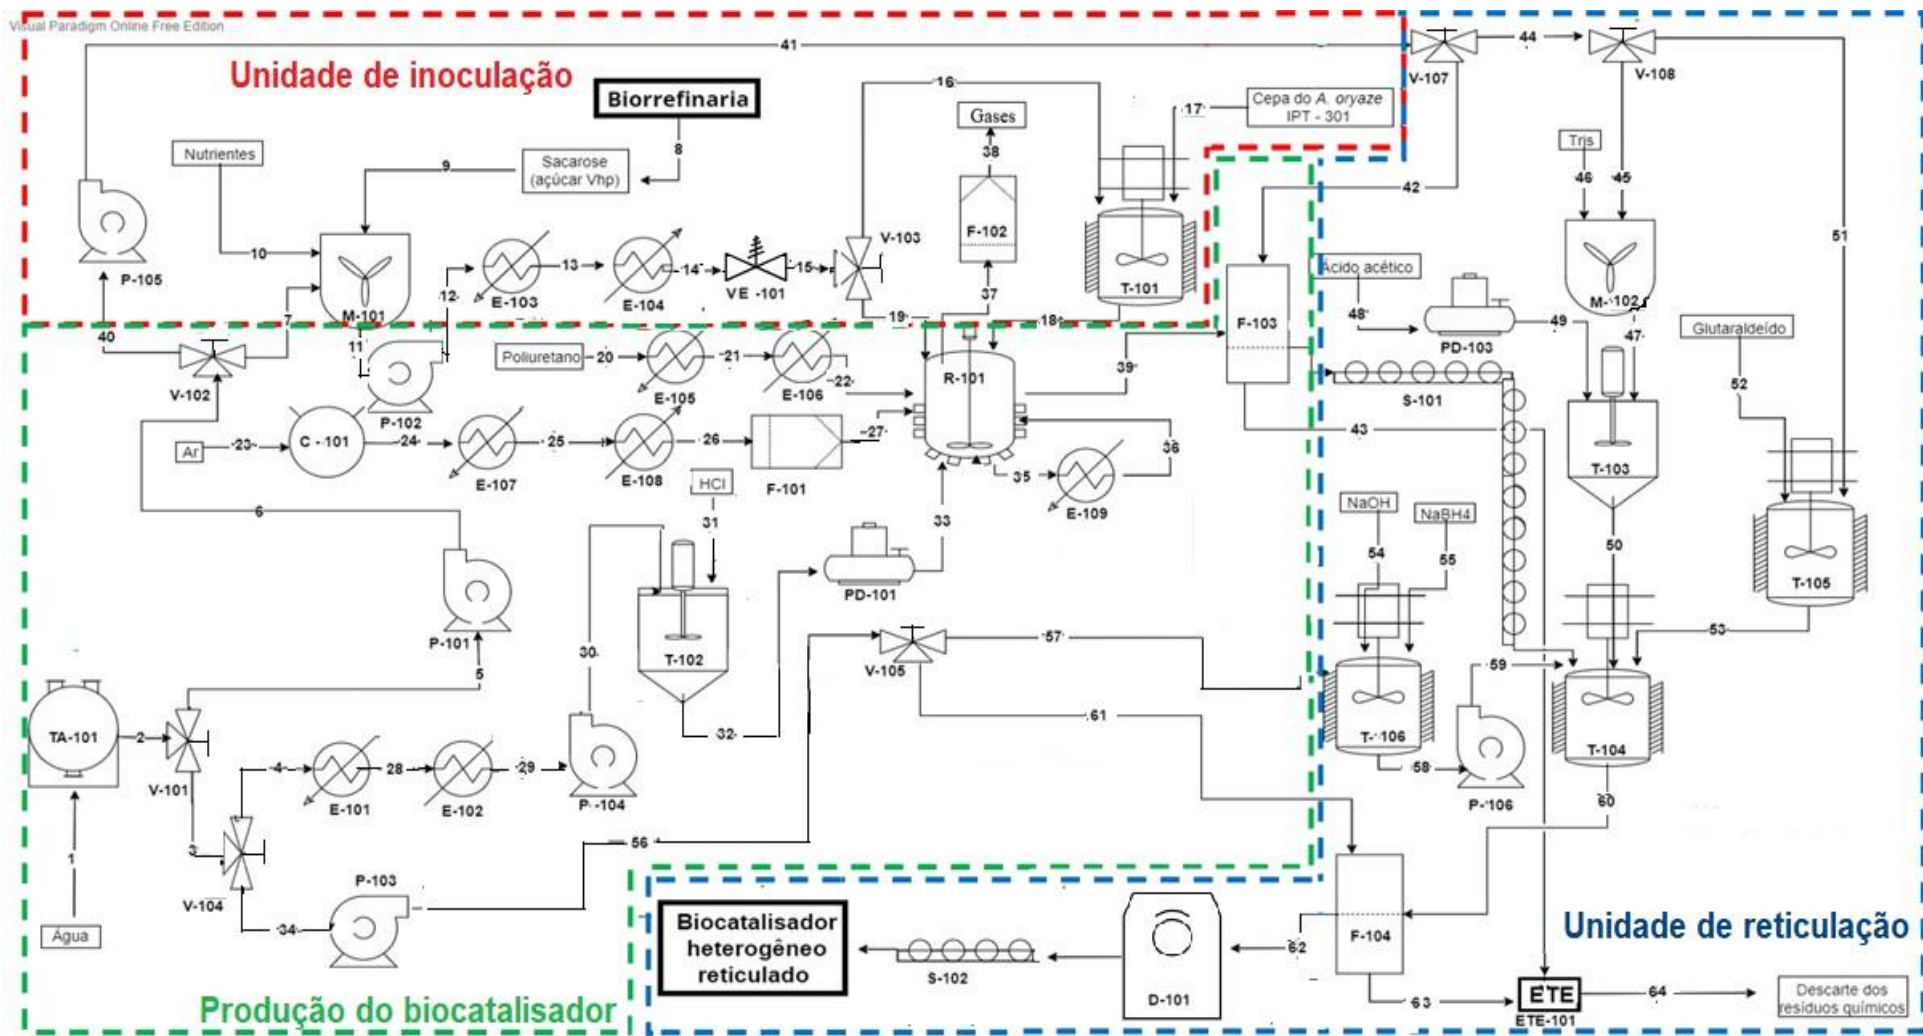 Visual Paradigm Online Free Edition
41
44
V-107
V-108
Unidade de inoculação
Biorrefinaria
16
Gases
17
Cepa do A. oryaze
IPT - 301
Nutrientes
8
9
Sacarose
(açúcar Vhp)
38
Tris
42
46
45
F-102
V-103
51
10
P-105
12
13
E-103
E-104
14
VE -101
15
37
T-101
Ácido acético
M-102
M-101
7
40
11
19
18
F-103
48
PD-103
49
47
Glutaraldeído
V-102
P-102
Poliuretano
20
21
22
E-105
E-106
R-101
39
S-101
52
Ar
23
C - 101
24
25
26
27
E-107
E-108
F-101
43
36
35
E-109
T-103
HCl
31
NaOH
NaBH4
6
33
54
55
50
T-105
P-101
PD-101
5
30
T-102
57
V-105
53
59
TA-101
2
V-101
32
61
T-106
T-104
4
28
29
E-101
E-102
P -104
58
P-106
60
1
3
V-104
56
P-103
34
Água
Biocatalisador
heterogêneo
reticulado
S-102
D-101
62
F-104
Unidade de reticulação
Produção do biocatalisador
63
ETE
ETE-101
64
Descarte dos
resíduos químicos